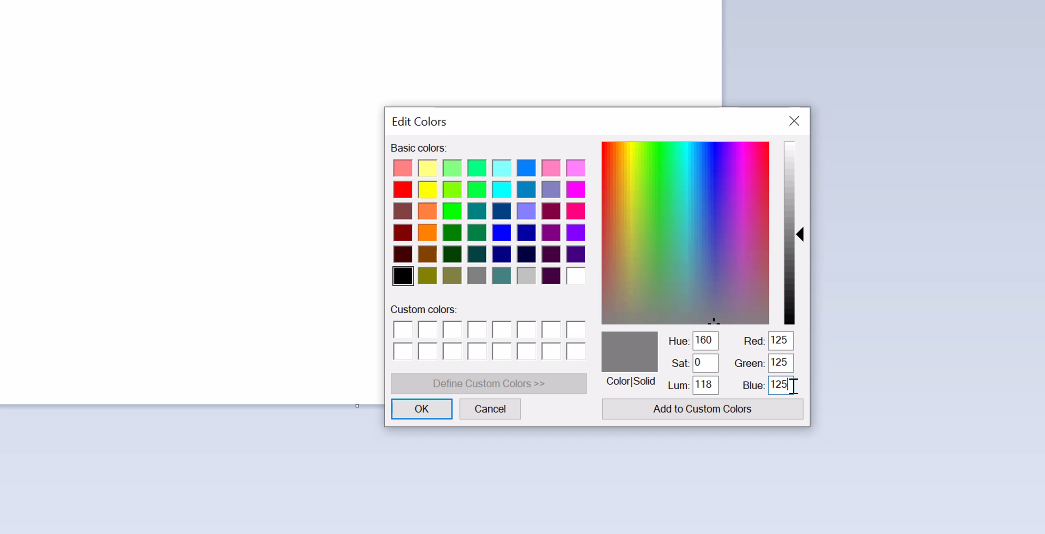 Edit Colors
Basic colors:
Custom colors:
Define Custom Colors >>
OK
Cancel
Color|Solid
Hue: 160
Sat: 0
Lum: 118
Red: 125
Green: 125
Blue: 125
Add to Custom Colors